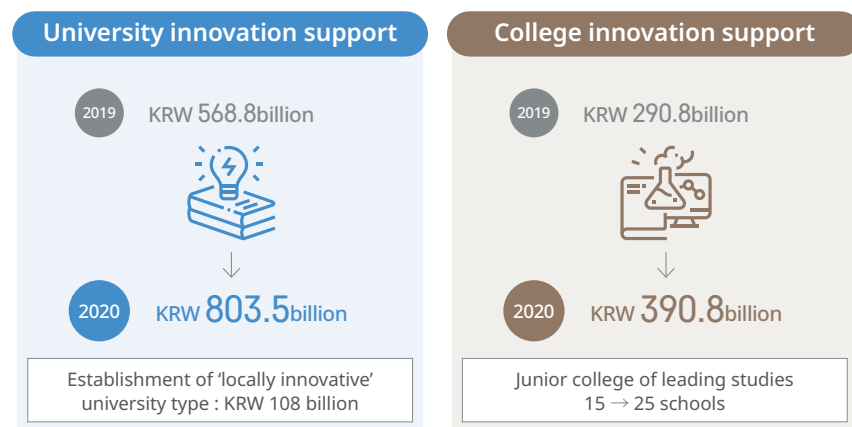 University innovation support
2019 KRW 568.8billion
2020 KRW 803.5billion
Establishment of ‘locally innovative’
university type : KRW 108 billion
College innovation support
2019 KRW 290.8billion
2020 KRW 390.8billion
Junior college of leading studies
15 → 25 schools